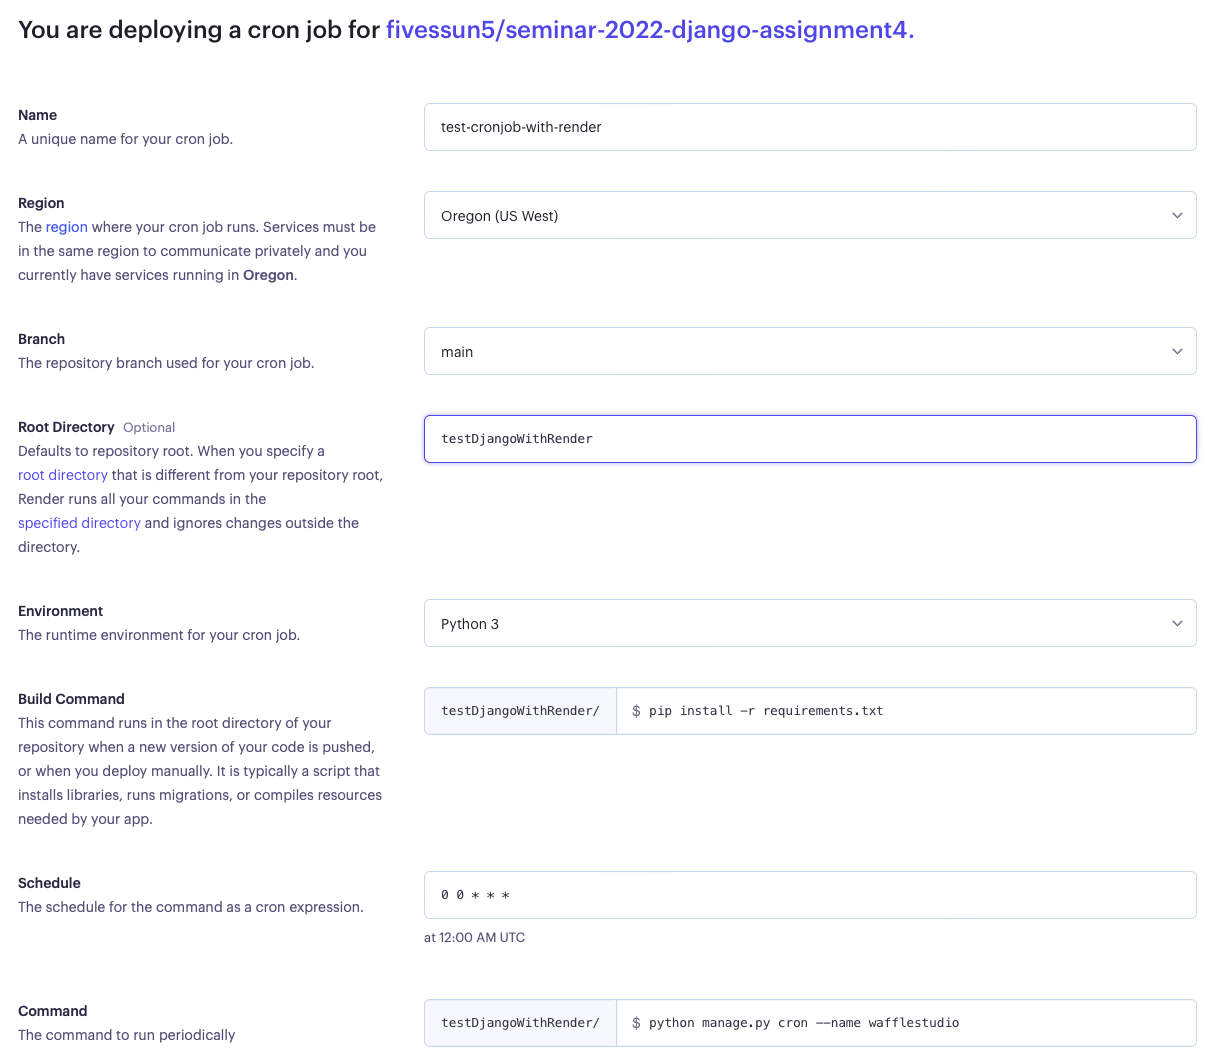 You are deploying a cron job for fivessun5/seminar-2022-django-assignment4.
Name
A unique name for your cron job.
test-cronjob-with-render
Region
The region where your cron job runs. Services must be
in the same region to communicate privately and you
currently have services running in Oregon.
Oregon (US West)
Branch
The repository branch used for your cron job.
main
Root Directory Optional
Defaults to repository root. When you specify a
root directory that is different from your repository root,
Render runs all your commands in the
specified directory and ignores changes outside the
directory.
testDjangoWithRender
Environment
The runtime environment for your cron job.
Python 3
Build Command
This command runs in the root directory of your
repository when a new version of your code is pushed,
or when you deploy manually. It is typically a script that
installs libraries, runs migrations, or compiles resources
needed by your app.
testDjangoWithRender/ $ pip install -r requirements.txt
Schedule
The schedule for the command as a cron expression.
0 0 * * *
at 12:00 AM UTC
Command
The command to run periodically
testDjangoWithRender/ $ python manage.py cron --name wafflestudio